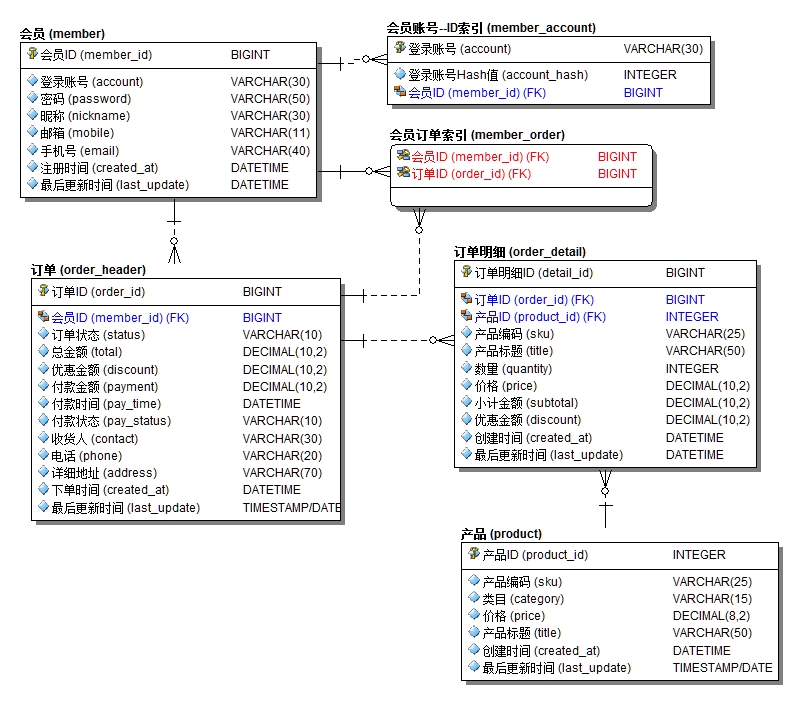 会员 (member)
会员ID (member_id) BIGINT
登录账号 (account) VARCHAR(30)
密码 (password) VARCHAR(50)
昵称 (nickname) VARCHAR(30)
邮箱 (mobile) VARCHAR(11)
手机号 (email) VARCHAR(40)
注册时间 (created_at) DATETIME
最后更新时间 (last_update) DATETIME
会员账号--ID索引 (member_account)
登录账号 (account) VARCHAR(30)
登录账号Hash值 (account_hash) INTEGER
会员ID (member_id) (FK) BIGINT
会员订单索引 (member_order)
会员ID (member_id) (FK) BIGINT
订单ID (order_id) (FK) BIGINT
订单 (order_header)
订单ID (order_id) BIGINT
会员ID (member_id) (FK) BIGINT
订单状态 (status) VARCHAR(10)
总金额 (total) DECIMAL(10,2)
优惠金额 (discount) DECIMAL(10,2)
付款金额 (payment) DECIMAL(10,2)
付款时间 (pay_time) DATETIME
付款状态 (pay_status) VARCHAR(10)
收货人 (contact) VARCHAR(30)
电话 (phone) VARCHAR(20)
详细地址 (address) VARCHAR(70)
下单时间 (created_at) DATETIME
最后更新时间 (last_update) TIMESTAMP/DATE
订单明细 (order_detail)
订单明细ID (detail_id) BIGINT
订单ID (order_id) (FK) BIGINT
产品ID (product_id) (FK) INTEGER
产品编码 (sku) VARCHAR(25)
产品标题 (title) VARCHAR(50)
数量 (quantity) INTEGER
价格 (price) DECIMAL(10,2)
小计金额 (subtotal) DECIMAL(10,2)
优惠金额 (discount) DECIMAL(10,2)
创建时间 (created_at) DATETIME
最后更新时间 (last_update) DATETIME
产品 (product)
产品ID (product_id) INTEGER
产品编码 (sku) VARCHAR(25)
类目 (category) VARCHAR(15)
价格 (price) DECIMAL(8,2)
产品标题 (title) VARCHAR(50)
创建时间 (created_at) DATETIME
最后更新时间 (last_update) TIMESTAMP/DATE